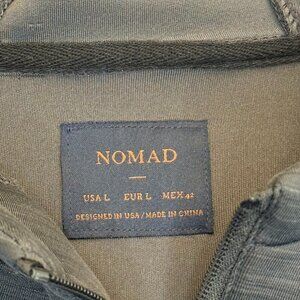 NOMAD
USA L EUR L MEX 42
DESIGNED IN USA / MADE IN CHINA